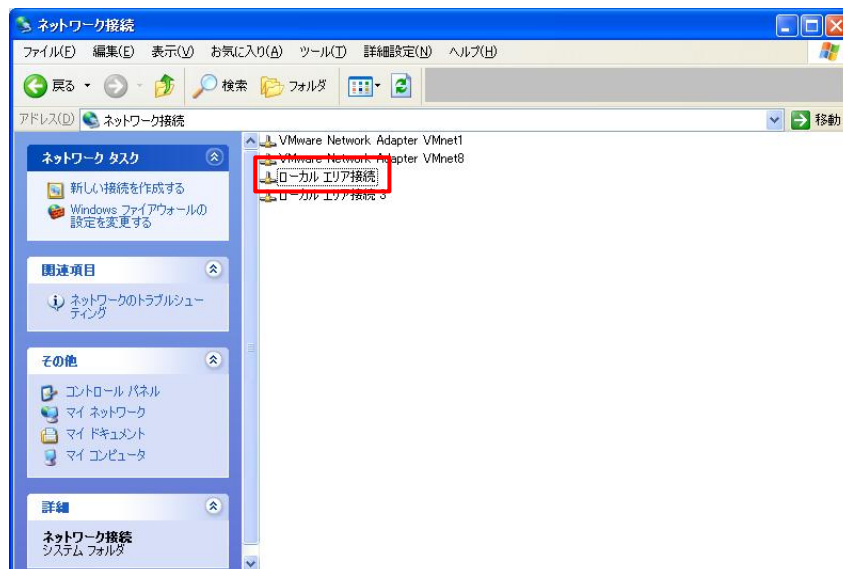 ネットワーク接続
ファイル(F) 編集(E) 表示(V) お気に入り(A) ツール(T) 詳細設定(N) ヘルプ(H)
戻る 検索 フォルダ
アドレス(D) ネットワーク接続 移動
ネットワーク タスク
新しい接続を作成する
Windows ファイアウォールの
設定を変更する
関連項目
ネットワークのトラブルシュー
ティング
その他
コントロール パネル
マイ ネットワーク
マイ ドキュメント
マイ コンピュータ
詳細
ネットワーク接続
システム フォルダ
VMware Network Adapter VMnet1
VMware Network Adapter VMnet8
ローカル エリア接続
ローカル エリア接続 3